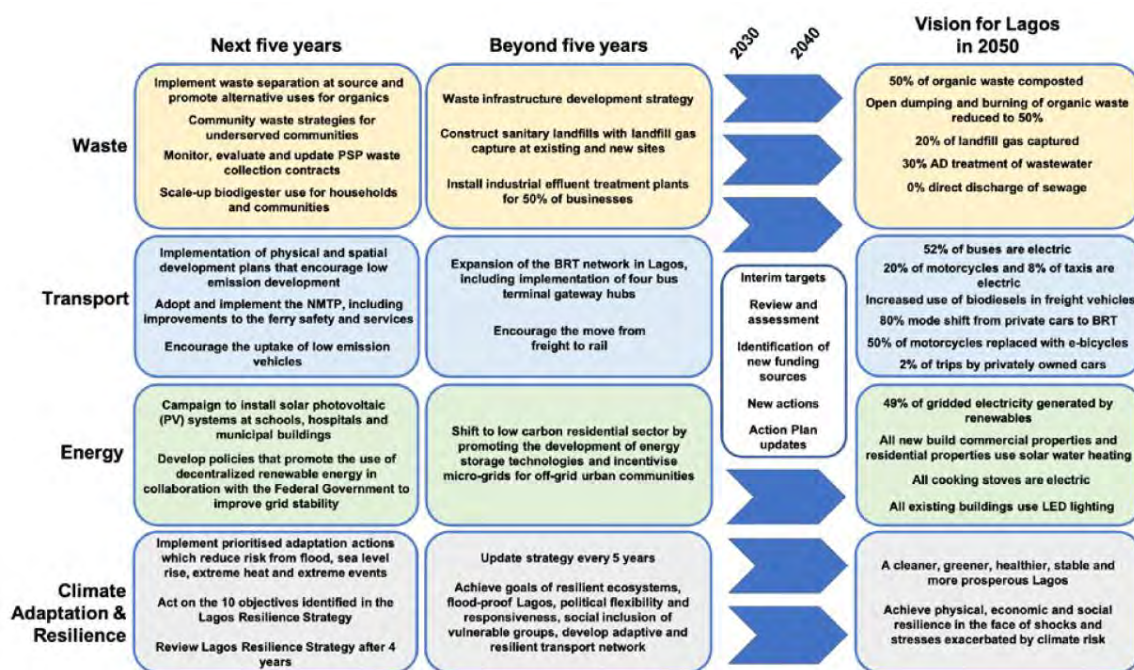 Next five years
Beyond five years
2030
2040
Vision for Lagos
in 2050
Waste
Implement waste separation at source and
promote alternative uses for organics
Community waste strategies for
underserved communities
Monitor, evaluate and update PSP waste
collection contracts
Scale-up biodigester use for households
and communities
Waste infrastructure development strategy
Construct sanitary landfills with landfill gas
capture at existing and new sites
Install industrial effluent treatment plants
for 50% of businesses
50% of organic waste composted
Open dumping and burning of organic waste
reduced to 50%
20% of landfill gas captured
30% AD treatment of wastewater
0% direct discharge of sewage
Transport
Implementation of physical and spatial
development plans that encourage low
emission development
Adopt and implement the NMTP, including
improvements to the ferry safety and services
Encourage the uptake of low emission
vehicles
Expansion of the BRT network in Lagos,
including implementation of four bus
terminal gateway hubs
Encourage the move from
freight to rail
Interim targets
Review and
assessment
Identification of
new funding
sources
New actions
Action Plan
updates
52% of buses are electric
20% of motorcycles and 8% of taxis are
electric
Increased use of biodiesels in freight vehicles
80% mode shift from private cars to BRT
50% of motorcycles replaced with e-bicycles
2% of trips by privately owned cars
Energy
Campaign to install solar photovoltaic
(PV) systems at schools, hospitals and
municipal buildings
Develop policies that promote the use of
decentralized renewable energy in
collaboration with the Federal Government to
improve grid stability
Shift to low carbon residential sector by
promoting the development of energy
storage technologies and incentivise
micro-grids for off-grid urban communities
49% of gridded electricity generated by
renewables
All new build commercial properties and
residential properties use solar water heating
All cooking stoves are electric
All existing buildings use LED lighting
Climate
Adaptation &
Resilience
Implement prioritised adaptation actions
which reduce risk from flood, sea level
rise, extreme heat and extreme events
Act on the 10 objectives identified in the
Lagos Resilience Strategy
Review Lagos Resilience Strategy after 4
years
Update strategy every 5 years
Achieve goals of resilient ecosystems,
flood-proof Lagos, political flexibility and
responsiveness, social inclusion of
vulnerable groups, develop adaptive and
resilient transport network
A cleaner, greener, healthier, stable and
more prosperous Lagos
Achieve physical, economic and social
resilience in the face of shocks and
stresses exacerbated by climate risk